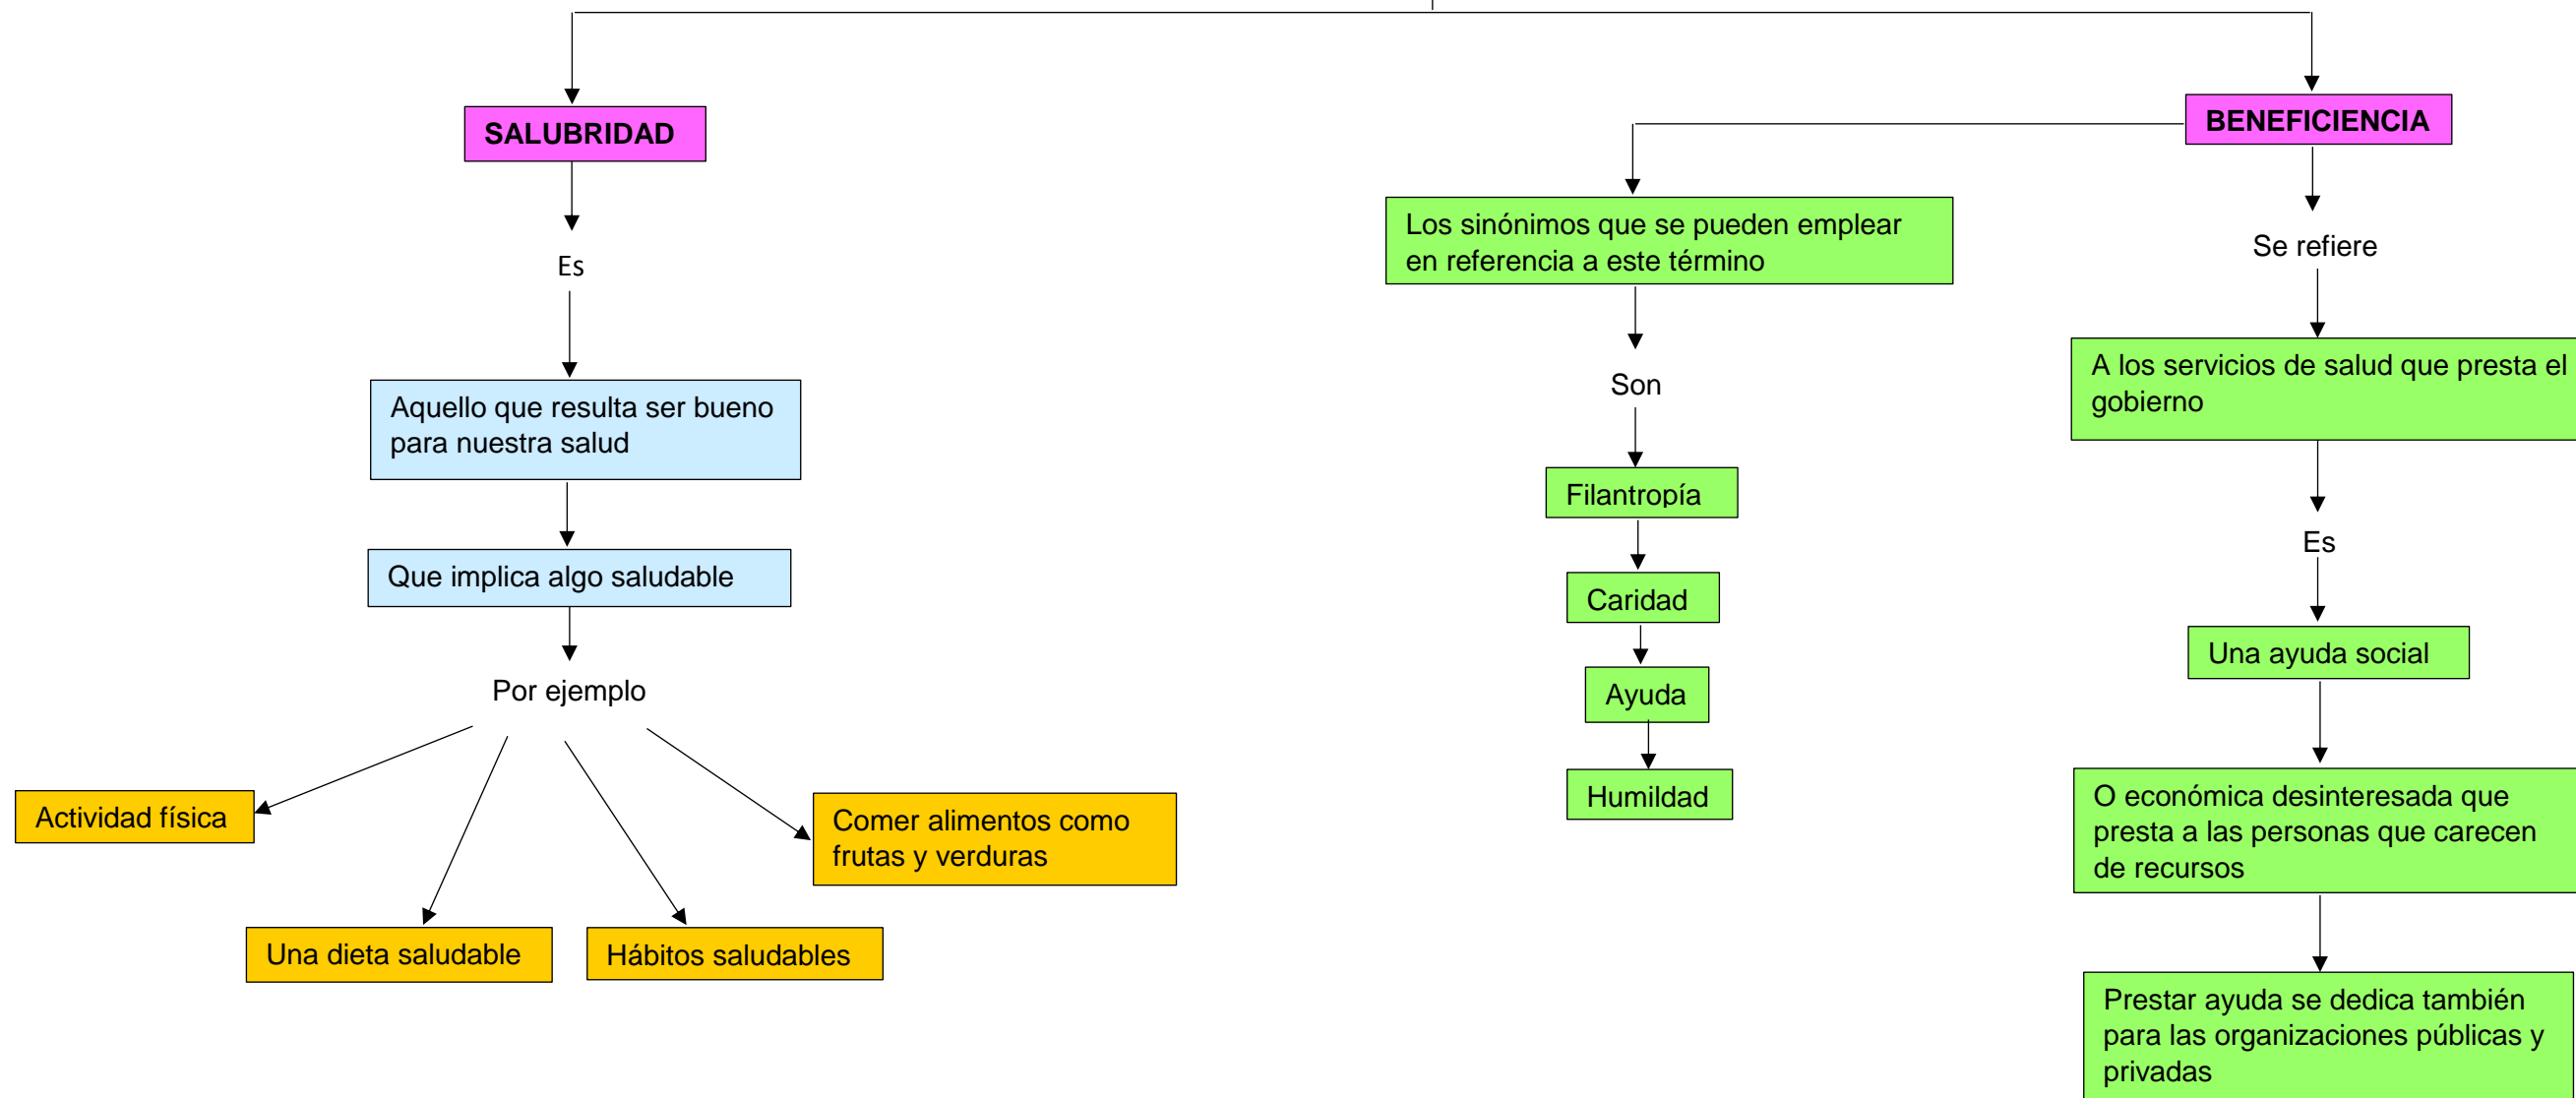 SALUBRIDAD
Es
Aquello que resulta ser bueno
para nuestra salud
Que implica algo saludable
Por ejemplo
Actividad física
Una dieta saludable
Hábitos saludables
Comer alimentos como
frutas y verduras
BENEFICIENCIA
Los sinónimos que se pueden emplear
en referencia a este término
Son
Filantropía
Caridad
Ayuda
Humildad
Se refiere
A los servicios de salud que presta el
gobierno
Es
Una ayuda social
O económica desinteresada que
presta a las personas que carecen
de recursos
Prestar ayuda se dedica también
para las organizaciones públicas y
privadas